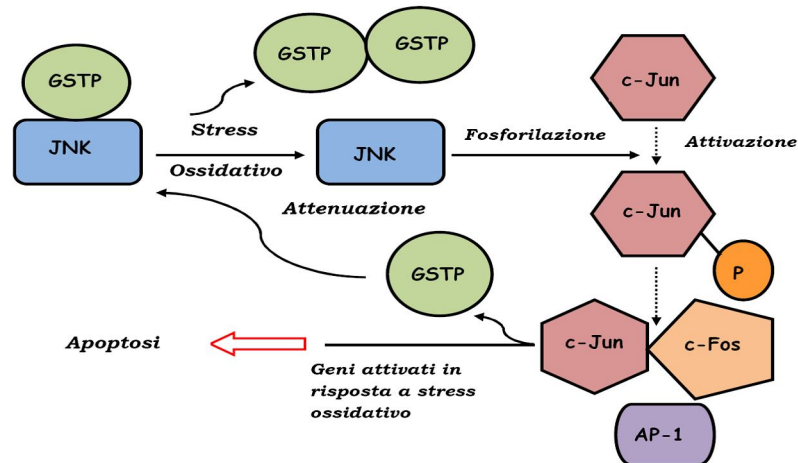 GSTP
GSTP
GSTP
JNK
Stress
Ossidativo
JNK
Fosforilazione
c-Jun
Attivazione
c-Jun
P
Attenuazione
GSTP
c-Jun
c-Fos
AP-1
Apoptosi
Geni attivati in
risposta a stress
ossidativo